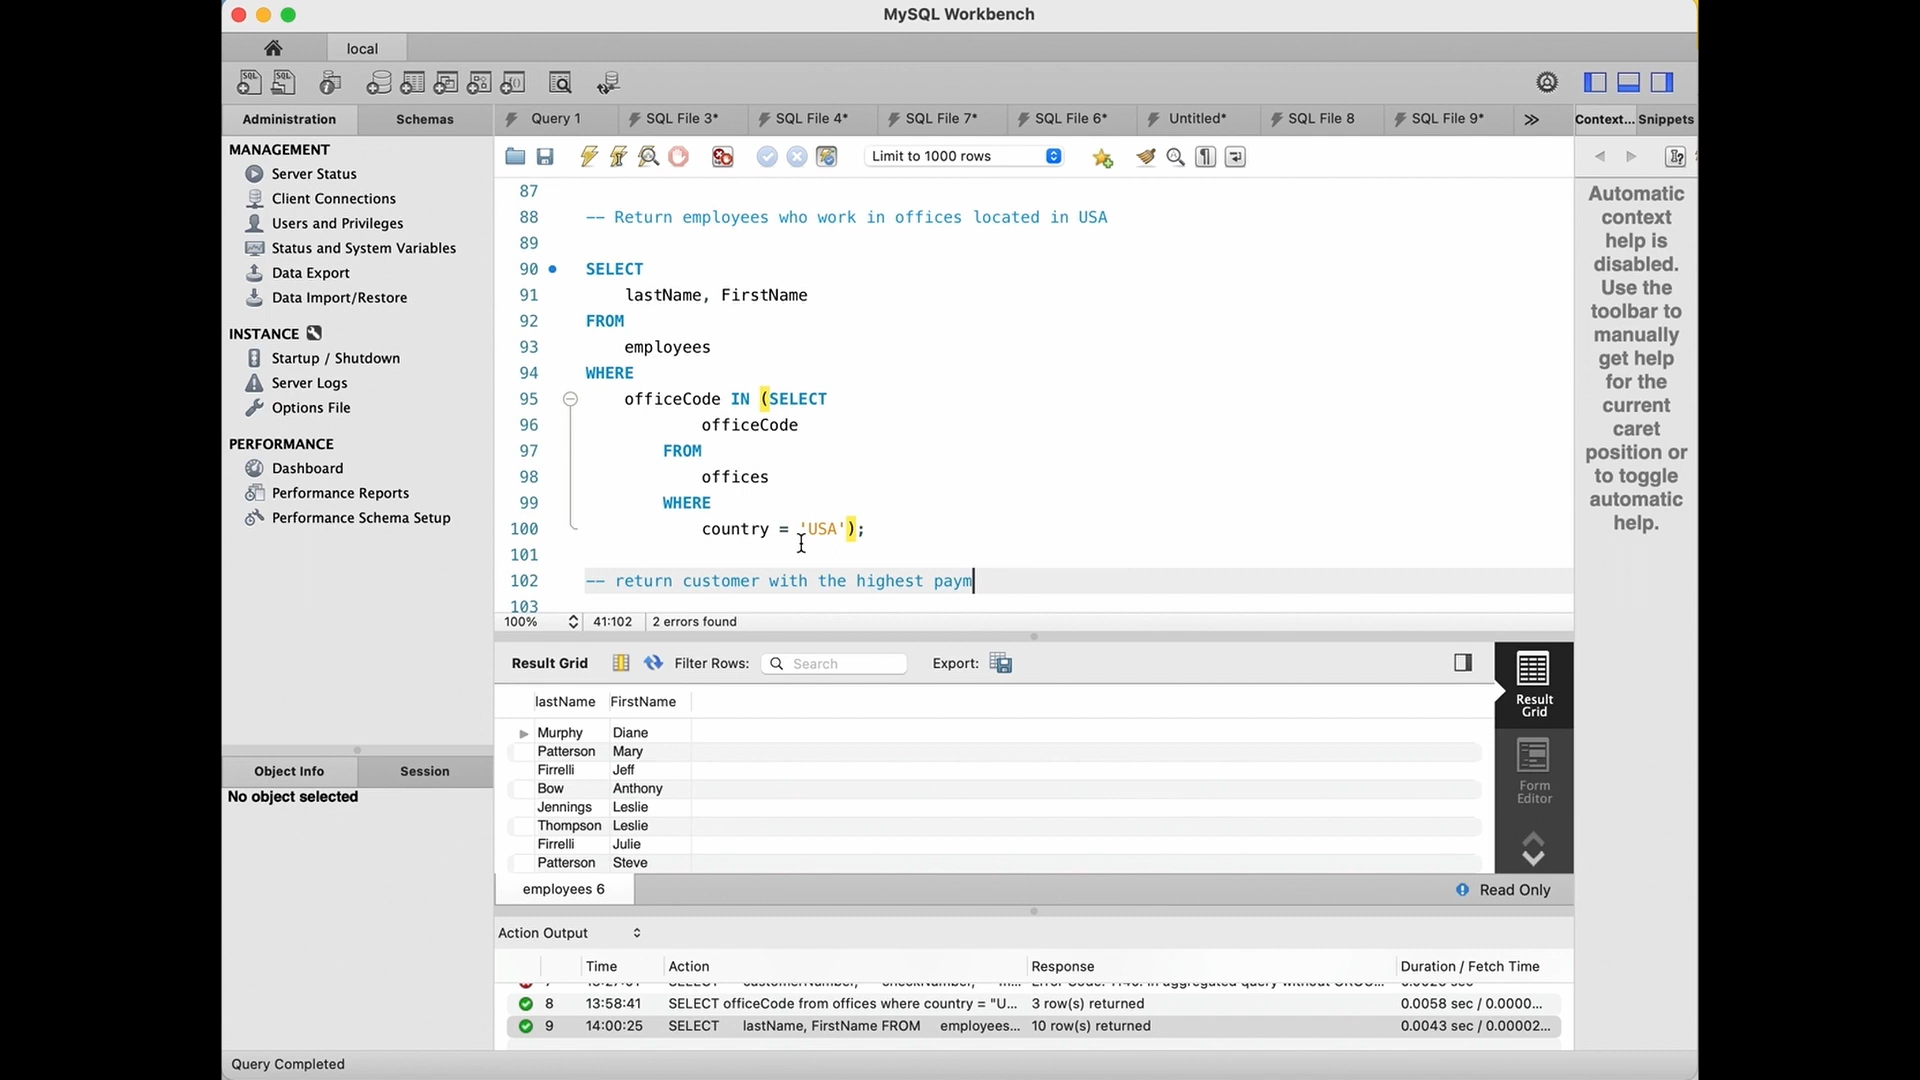 MySQL Workbench
local
Administration Schemas
Query 1 SQL File 3* SQL File 4* SQL File 7* SQL File 6* Untitled* SQL File 8 SQL File 9*
Context... Snippets
Limit to 1000 rows
MANAGEMENT
Server Status
Client Connections
Users and Privileges
Status and System Variables
Data Export
Data Import/Restore
INSTANCE
Startup / Shutdown
Server Logs
Options File
PERFORMANCE
Dashboard
Performance Reports
Performance Schema Setup
Object Info Session
No object selected
87
88 -- Return employees who work in offices located in USA
89
90 SELECT
91 lastName, FirstName
92 FROM
93 employees
94 WHERE
95 officeCode IN (SELECT
96 officeCode
97 FROM
98 offices
99 WHERE
100 country = 'USA');
101
102 -- return customer with the highest paym
103
100% 41:102 2 errors found
Automatic
context
help is
disabled.
Use the
toolbar to
manually
get help
for the
current
caret
position or
to toggle
automatic
help.
Result Grid Filter Rows: Search Export:
lastName FirstName
Murphy Diane
Patterson Mary
Firrelli Jeff
Bow Anthony
Jennings Leslie
Thompson Leslie
Firrelli Julie
Patterson Steve
Result
Grid
Form
Editor
employees 6 Read Only
Action Output
Time Action Response Duration / Fetch Time
8 13:58:41 SELECT officeCode from offices where country = "U... 3 row(s) returned 0.0058 sec / 0.0000...
9 14:00:25 SELECT lastName, FirstName FROM employees... 10 row(s) returned 0.0043 sec / 0.00002...
Query Completed